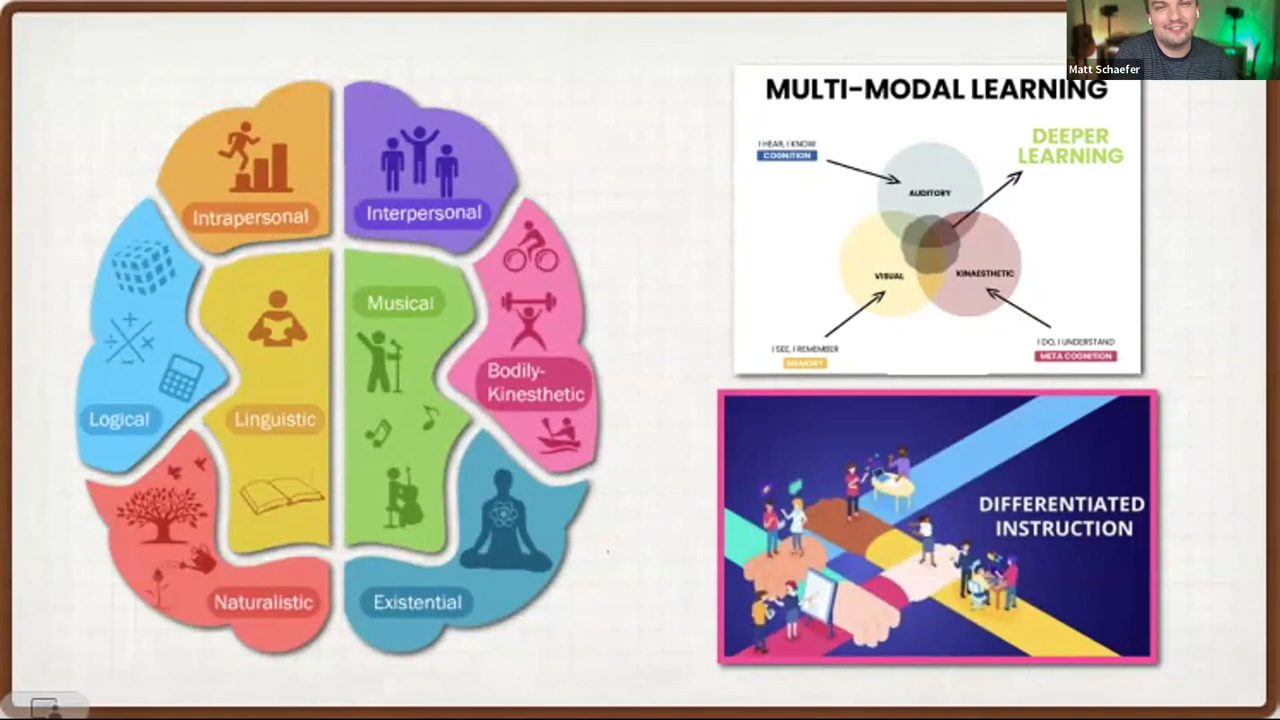 Matt Schaefer
Intrapersonal
Interpersonal
Musical
Bodily-
Kinesthetic
Logical
Linguistic
Naturalistic
Existential
MULTI-MODAL LEARNING
I HEAR, I KNOW
COGNITION
DEEPER
LEARNING
AUDITORY
VISUAL
KINAESTHETIC
I SEE, I REMEMBER
MEMORY
I DO, I UNDERSTAND
META COGNITION
DIFFERENTIATED
INSTRUCTION